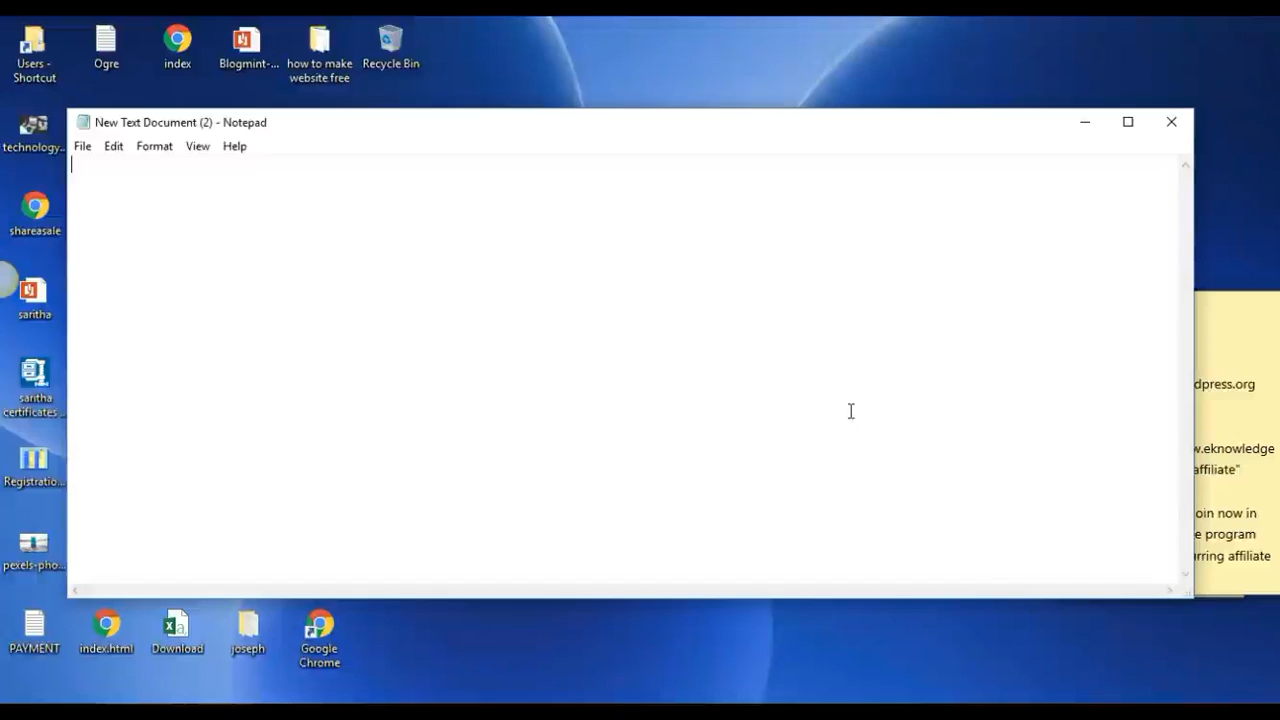 Users -
Shortcut
Ogre
index
Blogmint-...
how to make
website free
Recycle Bin
New Text Document (2) - Notepad
File Edit Format View Help
technology...
shareasale
saritha
saritha
certificates...
Registratio...
pexels-pho...
dpress.org
w.eknowledge
affiliate"
oin now in
e program
rring affiliate
PAYMENT
index.html
Download
joseph
Google
Chrome